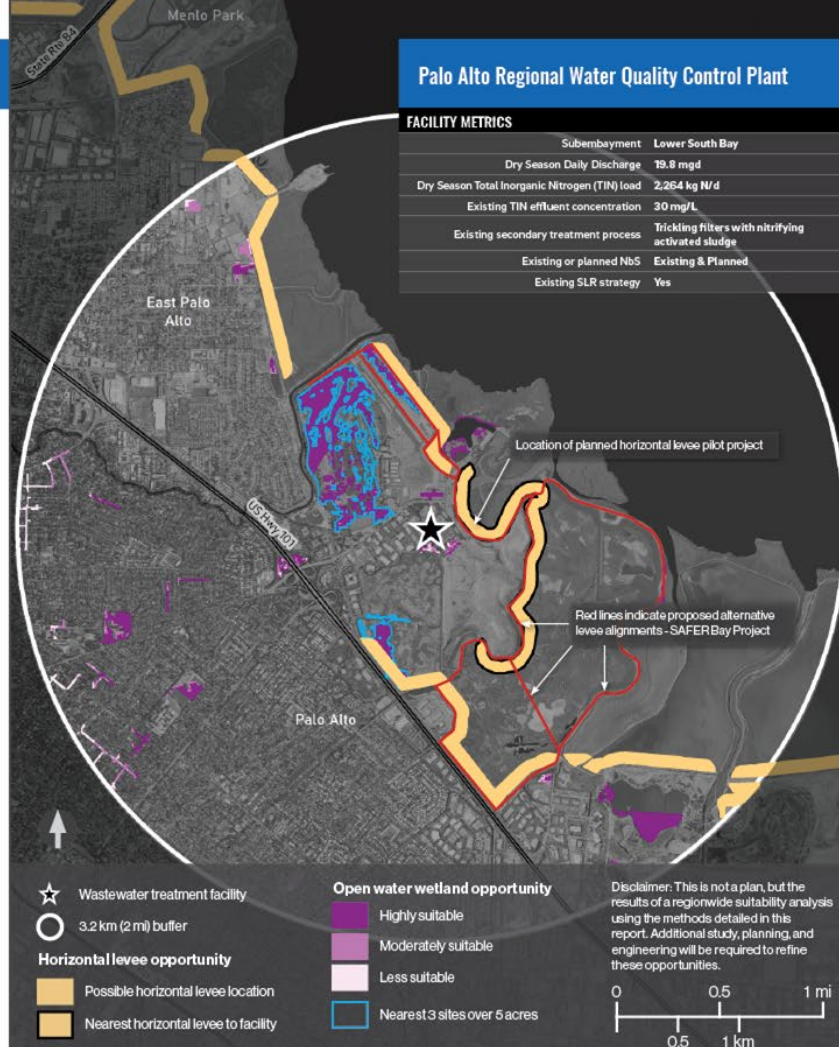 Menlo Park
State Rte 84
Palo Alto Regional Water Quality Control Plant
FACILITY METRICS
Subembayment Lower South Bay
Dry Season Daily Discharge 19.8 mgd
Dry Season Total Inorganic Nitrogen (TIN) load 2,264 kg N/d
Existing TIN effluent concentration 30 mg/L
Existing secondary treatment process Trickling filters with nitrifying
activated sludge
Existing or planned NbS Existing & Planned
Existing SLR strategy Yes
East Palo
Alto
Location of planned horizontal levee pilot project
US Hwy 101
Red lines indicate proposed alternative
levee alignments - SAFER Bay Project
Palo Alto
Wastewater treatment facility
3.2 km (2 mi) buffer
Horizontal levee opportunity
Possible horizontal levee location
Nearest horizontal levee to facility
Open water wetland opportunity
Highly suitable
Moderately suitable
Less suitable
Nearest 3 sites over 5 acres
Disclaimer: This is not a plan, but the
results of a regionwide suitability analysis
using the methods detailed in this
report. Additional study, planning, and
engineering will be required to refine
these opportunities.
0 0.5 1 mi
0.5 1 km